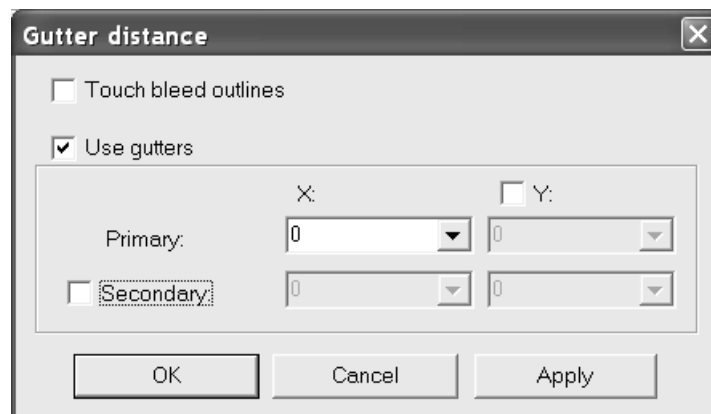 Gutter distance
Touch bleed outlines
Use gutters
X: Y:
Primary: 0 0
Secondary: 0 0
OK Cancel Apply